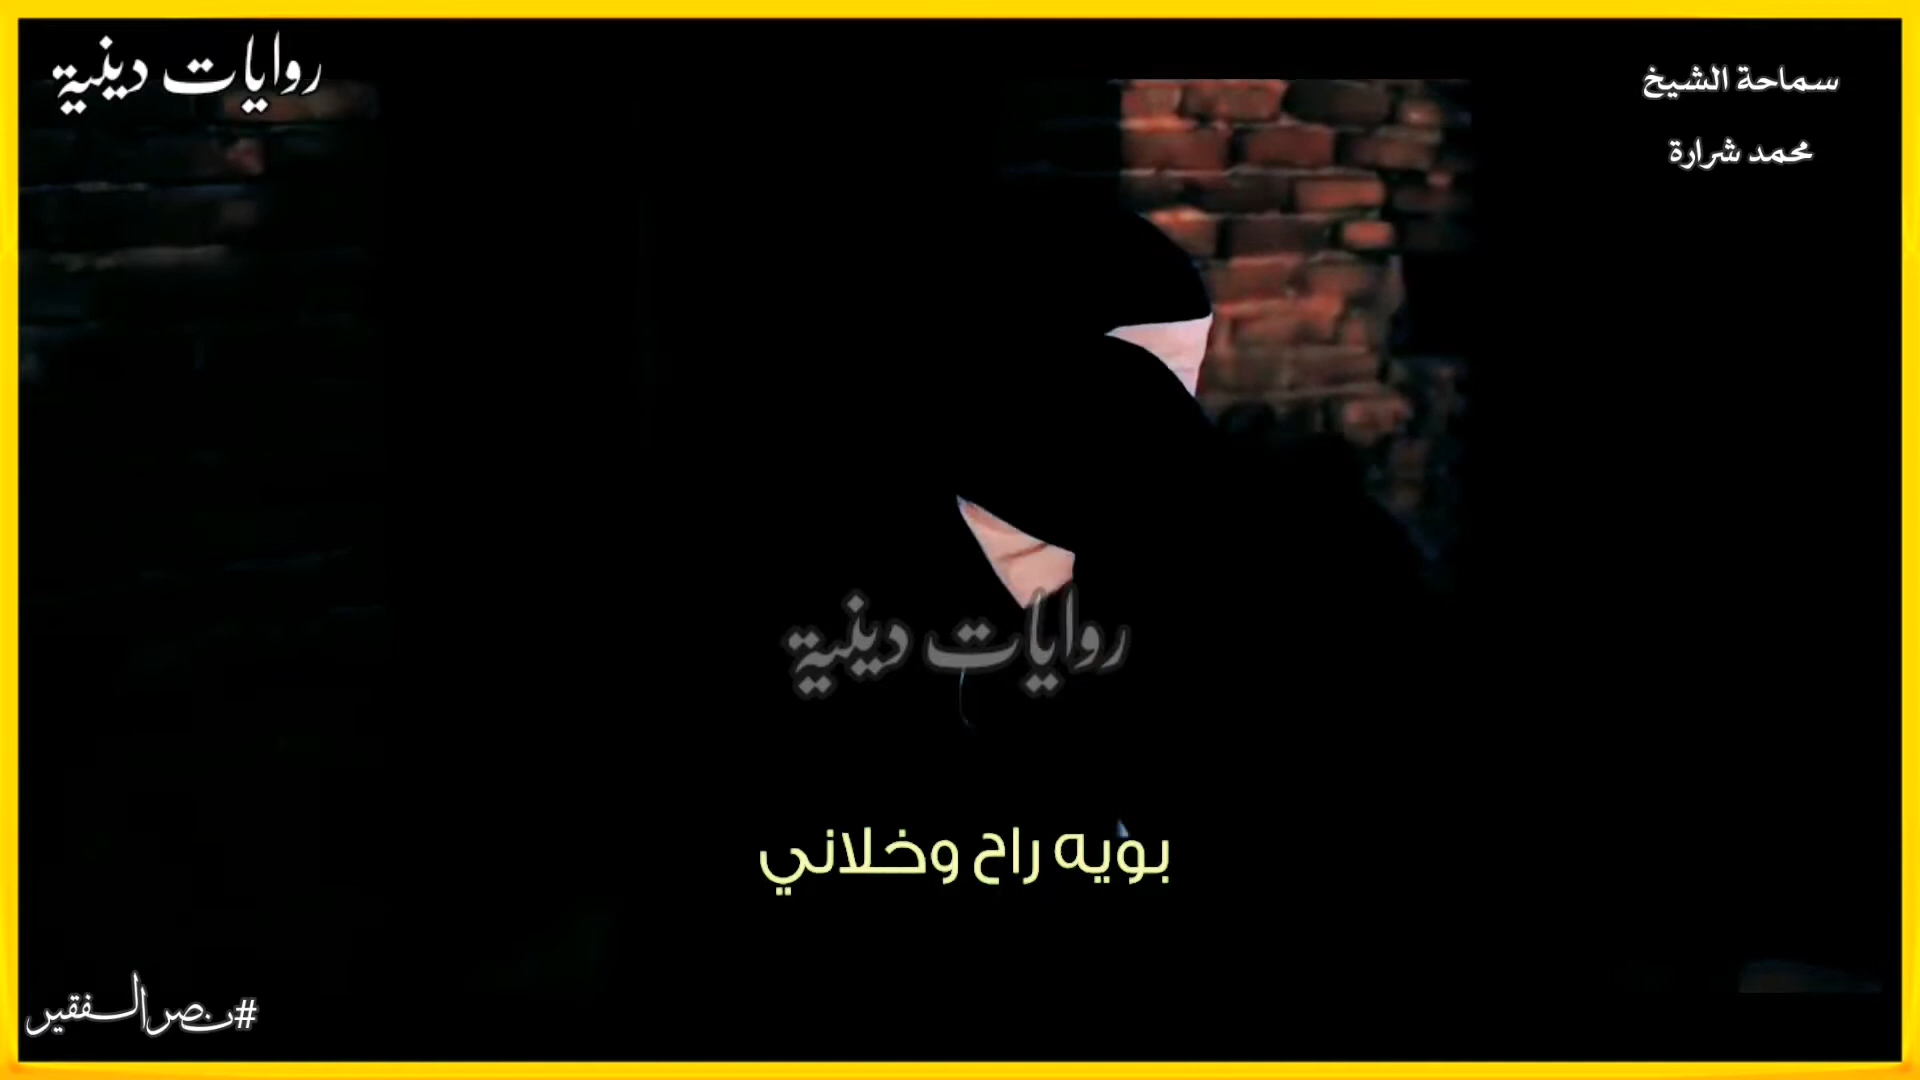 سماحة الشيخ
محمد شرارة
روايات دينية
روايات دينية
بويه راح وخلاني
#نصر_الفقير